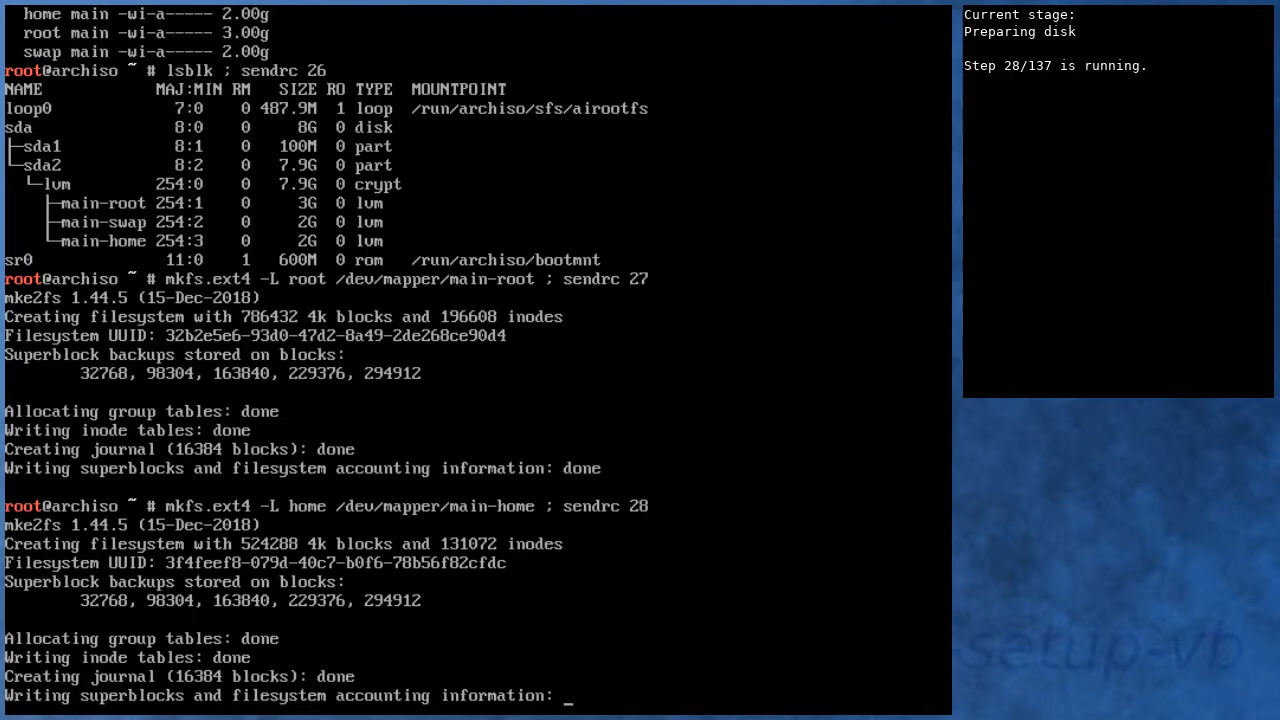 home main -wi-a----- 2.00g
  root main -wi-a----- 3.00g
  swap main -wi-a----- 2.00g
root@archiso ~ # lsblk ; sendrc 26
NAME            MAJ:MIN RM   SIZE RO TYPE  MOUNTPOINT
loop0             7:0    0 487.9M  1 loop  /run/archiso/sfs/airootfs
sda               8:0    0     8G  0 disk
├─sda1            8:1    0   100M  0 part
└─sda2            8:2    0   7.9G  0 part
  └─lvm         254:0    0   7.9G  0 crypt
    ├─main-root 254:1    0     3G  0 lvm
    ├─main-swap 254:2    0     2G  0 lvm
    └─main-home 254:3    0     2G  0 lvm
sr0              11:0    1   600M  0 rom   /run/archiso/bootmnt
root@archiso ~ # mkfs.ext4 -L root /dev/mapper/main-root ; sendrc 27
mke2fs 1.44.5 (15-Dec-2018)
Creating filesystem with 786432 4k blocks and 196608 inodes
Filesystem UUID: 32b2e5e6-93d0-47d2-8a49-2de268ce90d4
Superblock backups stored on blocks:
        32768, 98304, 163840, 229376, 294912
Allocating group tables: done
Writing inode tables: done
Creating journal (16384 blocks): done
Writing superblocks and filesystem accounting information: done
root@archiso ~ # mkfs.ext4 -L home /dev/mapper/main-home ; sendrc 28
mke2fs 1.44.5 (15-Dec-2018)
Creating filesystem with 524288 4k blocks and 131072 inodes
Filesystem UUID: 3f4feef8-079d-40c7-b0f6-78b56f82cfdc
Superblock backups stored on blocks:
        32768, 98304, 163840, 229376, 294912
Allocating group tables: done
Writing inode tables: done
Creating journal (16384 blocks): done
Writing superblocks and filesystem accounting information: _
Current stage:
Preparing disk
Step 28/137 is running.
-setup-vb